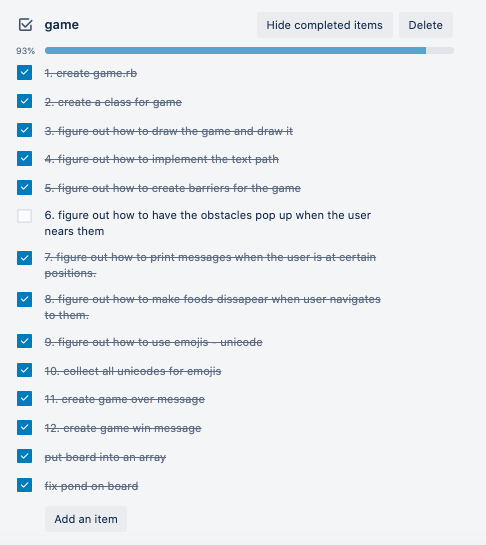 game
Hide completed items
Delete
93%
1. create game.rb
2. create a class for game
3. figure out how to draw the game and draw it
4. figure out how to implement the text path
5. figure out how to create barriers for the game
6. figure out how to have the obstacles pop up when the user
nears them
7. figure out how to print messages when the user is at certain
positions.
8. figure out how to make foods dissapear when user navigates
to them.
9. figure out how to use emojis - unicode
10. collect all unicodes for emojis
11. create game over message
12. create game win message
put board into an array
fix pond on board
Add an item